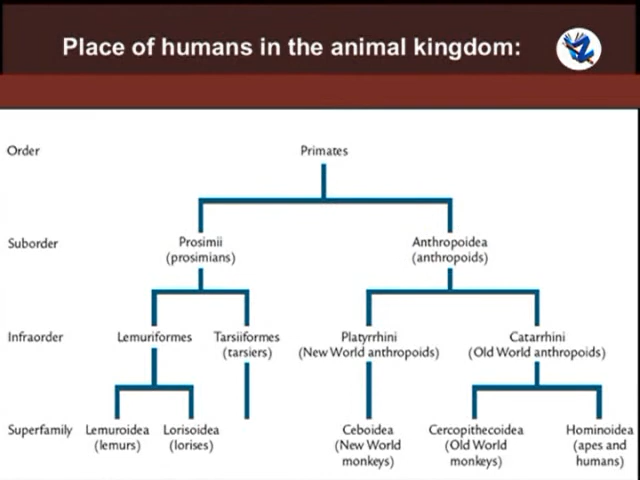 Place of humans in the animal kingdom:
Order
Primates
Suborder
Prosimii
(prosimians)
Anthropoidea
(anthropoids)
Infraorder
Lemuriformes
Tarsiiformes
(tarsiers)
Platyrrhini
(New World anthropoids)
Catarrhini
(Old World anthropoids)
Superfamily
Lemuroidea
(lemurs)
Lorisoidea
(lorises)
Ceboidea
(New World
monkeys)
Cercopithecoidea
(Old World
monkeys)
Hominoidea
(apes and
humans)